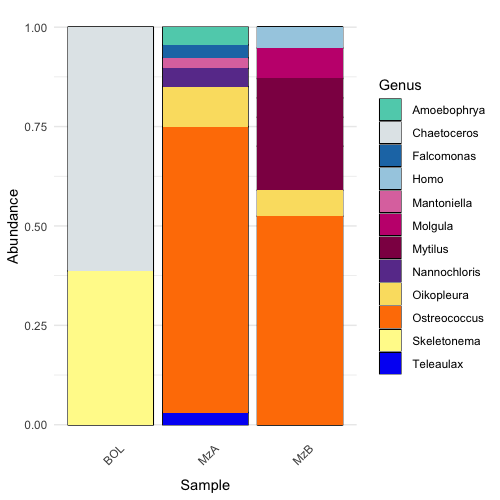 1.00
0.75
0.50
0.25
0.00
Abundance
BOL
MzA
MzB
Sample
Genus
Amoebophrya
Chaetoceros
Falcomonas
Homo
Mantoniella
Molgula
Mytilus
Nannochloris
Oikopleura
Ostreococcus
Skeletonema
Teleaulax